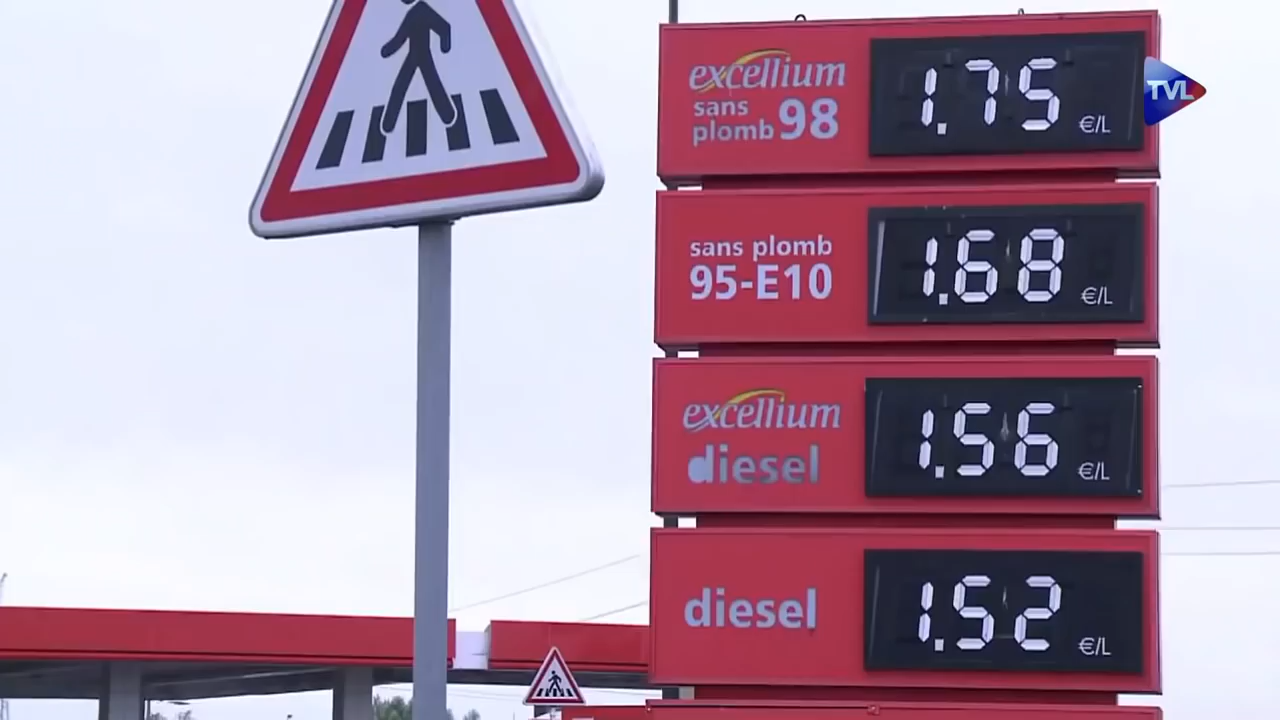 excellium
sans
plomb 98
1.75
€/L
TVL
sans plomb
95-E10
1.68
€/L
excellium
diesel
1.56
€/L
diesel
1.52
€/L